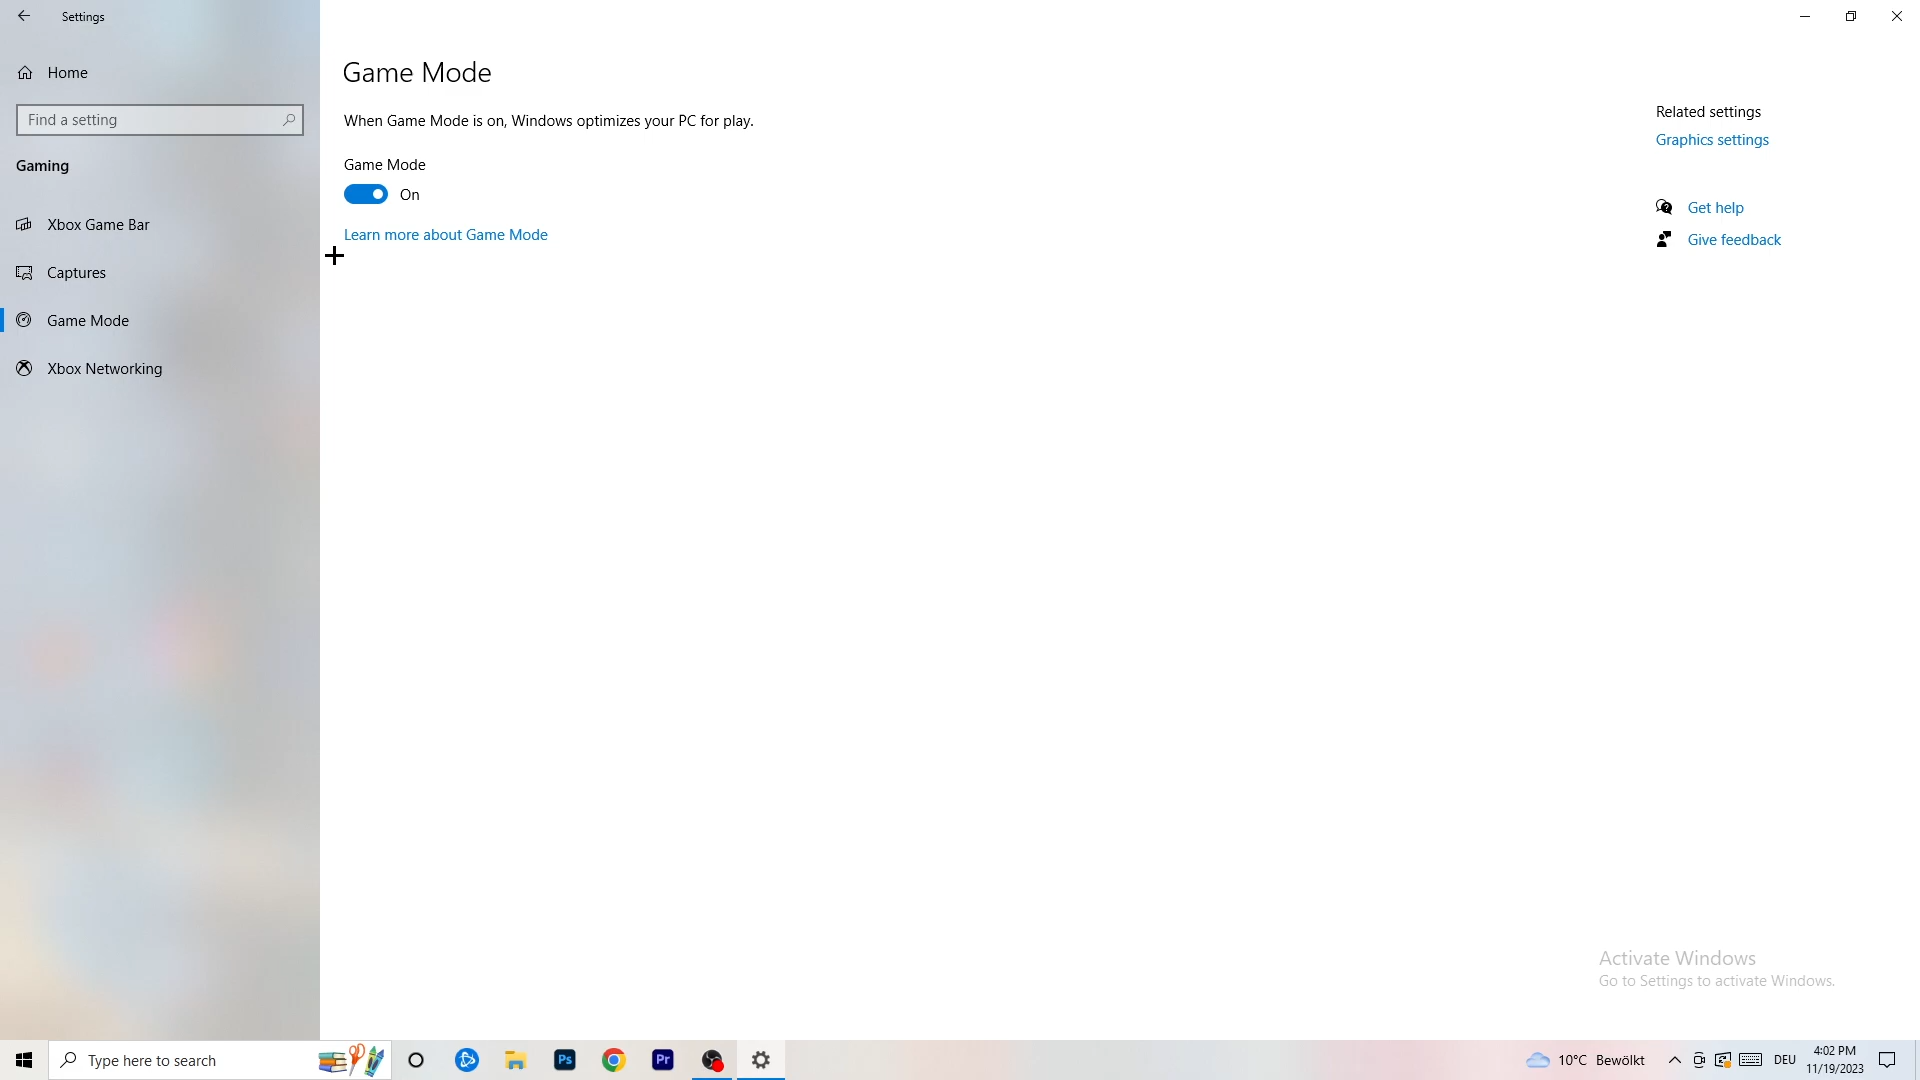 Settings
Home
Find a setting
Gaming
Xbox Game Bar
Captures
Game Mode
Xbox Networking
Game Mode
When Game Mode is on, Windows optimizes your PC for play.
Game Mode
On
Learn more about Game Mode
Related settings
Graphics settings
Get help
Give feedback
Activate Windows
Go to Settings to activate Windows.
Type here to search
Ps
Pr
10°C Bewölkt
DEU
4:02 PM
11/19/2023